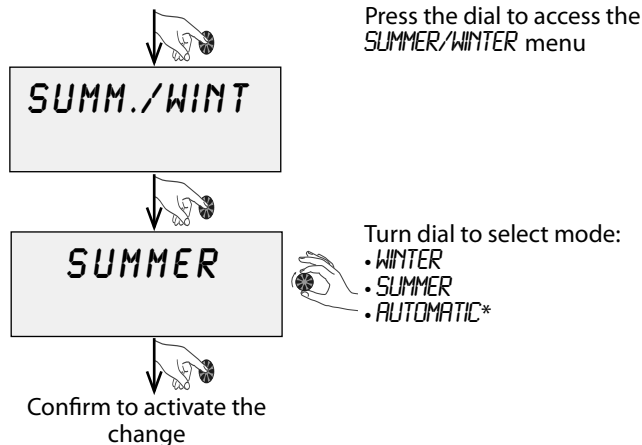 Press the dial to access the
SUMMER/WINTER menu
SUMM./WINT
SUMMER
Turn dial to select mode:
• WINTER
• SUMMER
• AUTOMATIC*
Confirm to activate the
change